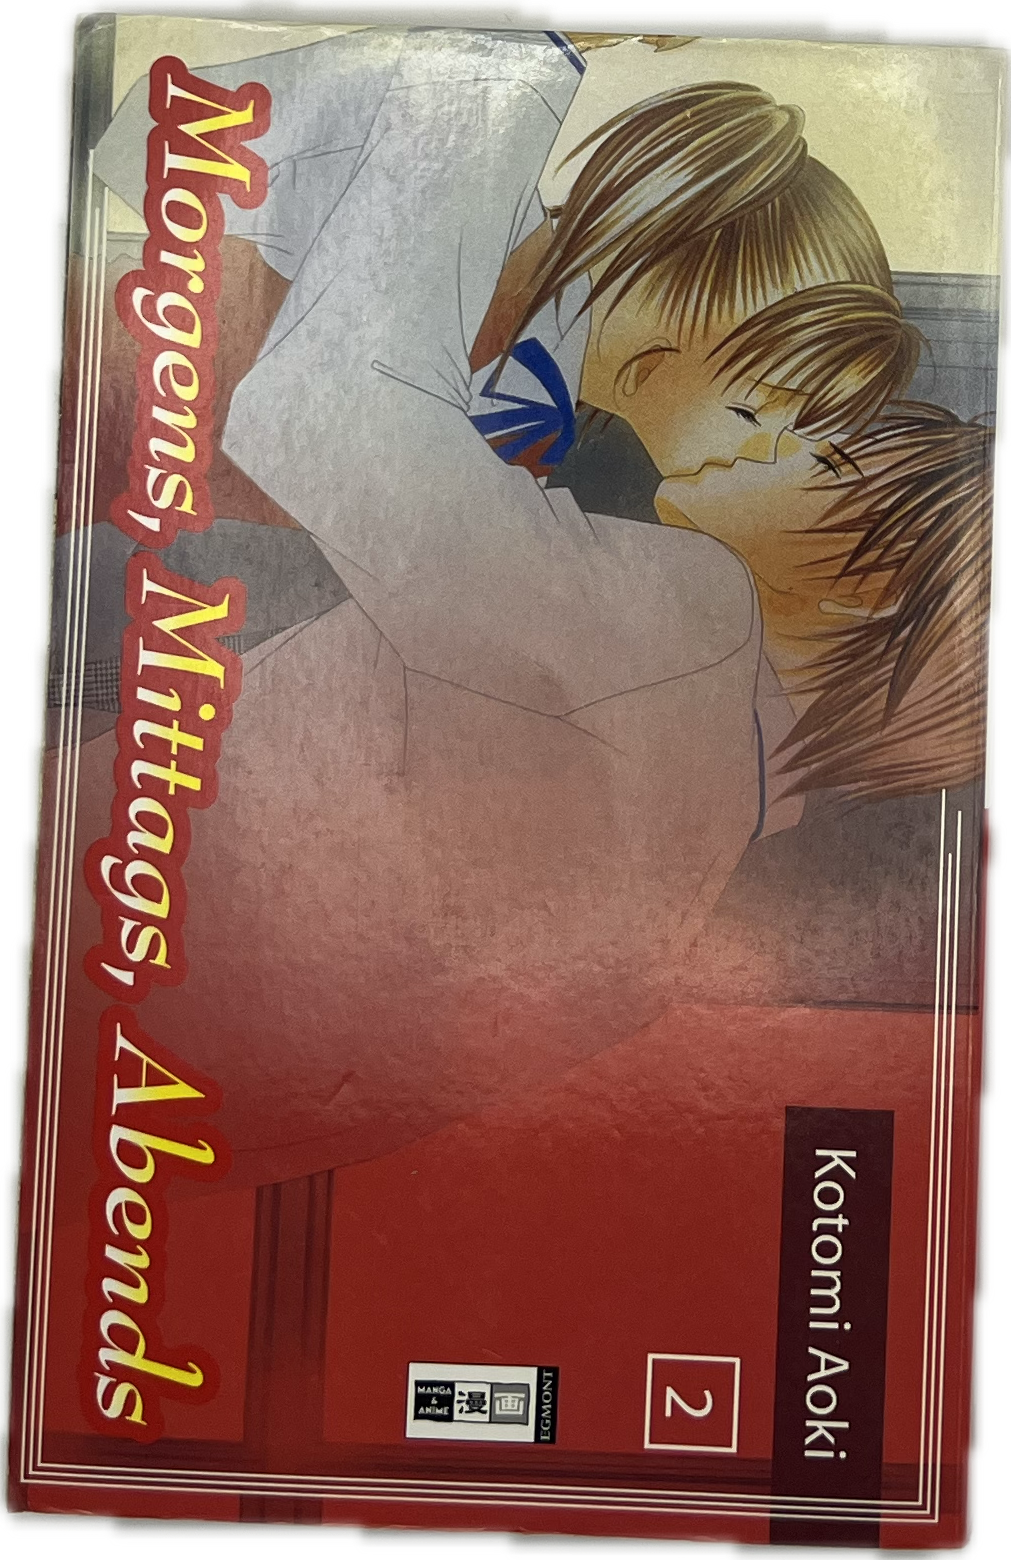 Kotomi Aoki
2
EGMONT
漫画
MANGA
&
ANIME
Morgens, Mittags, Abends